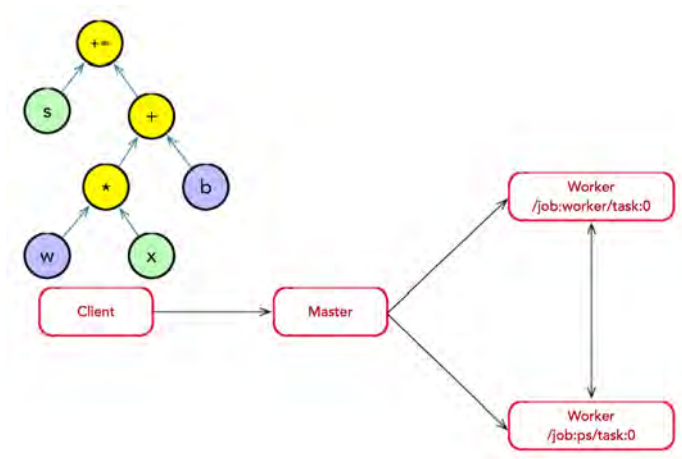 +=
s
+
*
b
w
x
Client
Master
Worker
/job:worker/task:0
Worker
/job:ps/task:0